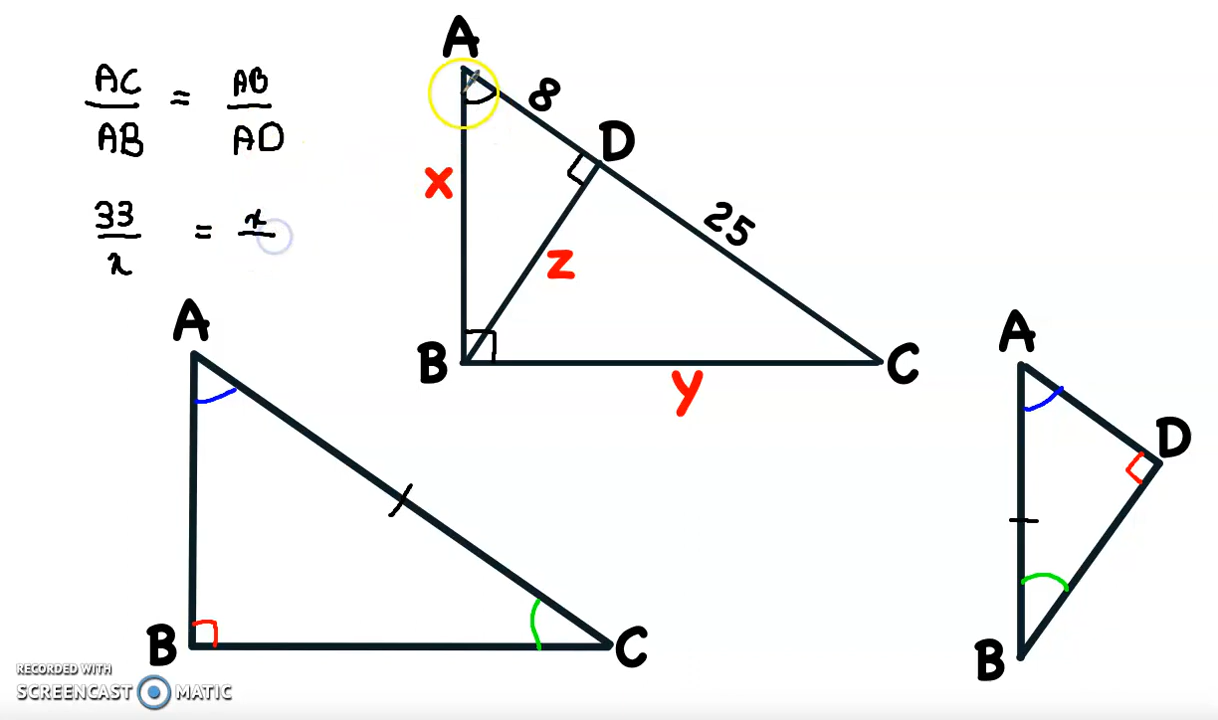 A
AC = AB
AB AD
8
D
x
25
33 = x
x
z
A
B
C
y
A
D
B
C
B
RECORDED WITH
SCREENCAST MATIC